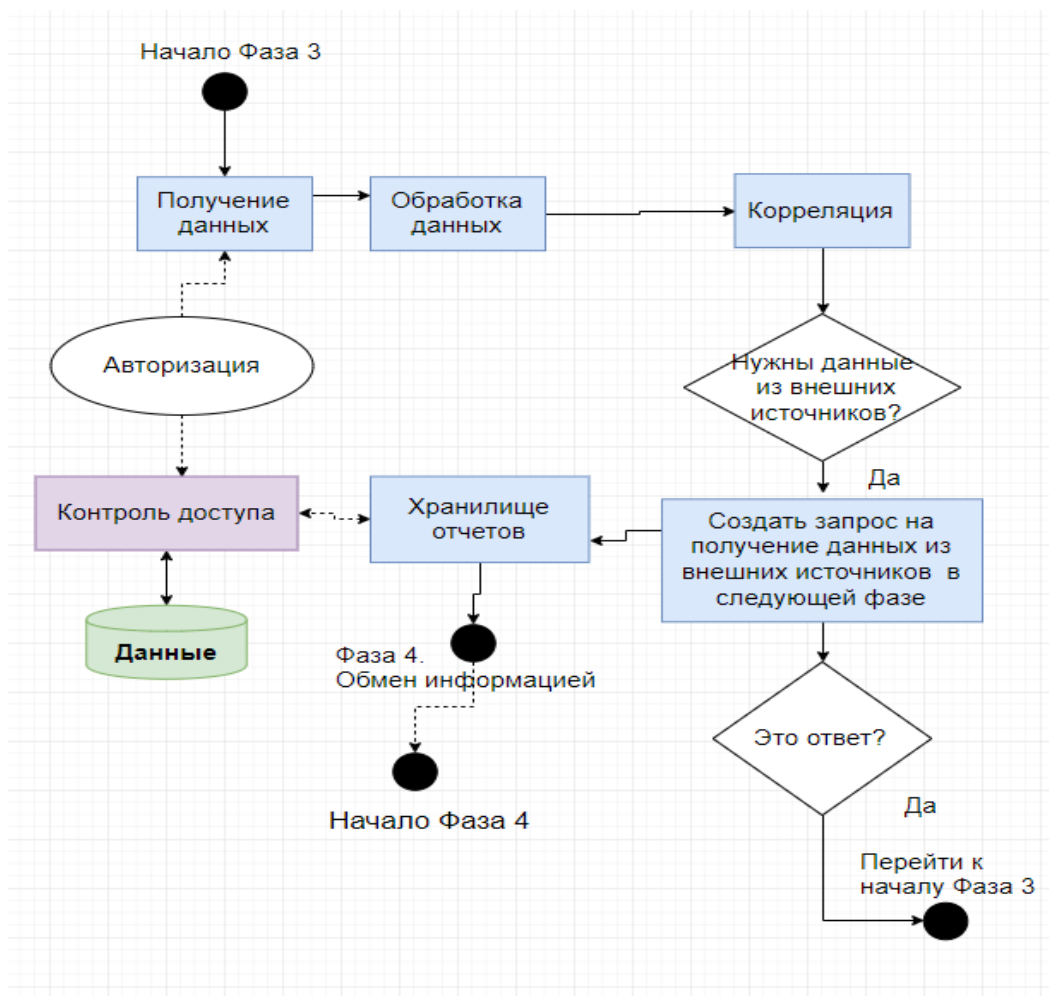 Начало Фаза 3
Получение
данных
Обработка
данных
Корреляция
Авторизация
Нужны данные
из внешних
источников?
Да
Контроль доступа
Хранилище
отчетов
Создать запрос на
получение данных из
внешних источников в
следующей фазе
Данные
Фаза 4.
Обмен информацией
Это ответ?
Начало Фаза 4
Да
Перейти к
началу Фаза 3